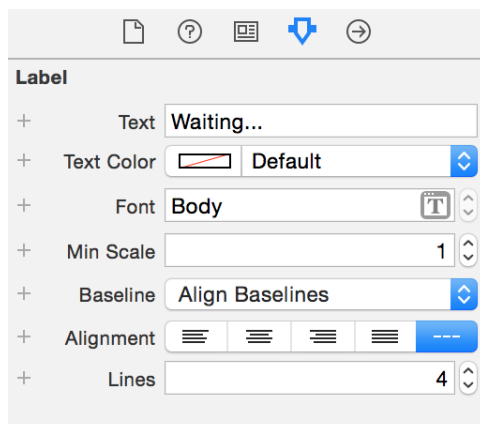 Label
+ Text Waiting...
+ Text Color Default
+ Font Body T
+ Min Scale 1
+ Baseline Align Baselines
+ Alignment ---
+ Lines 4